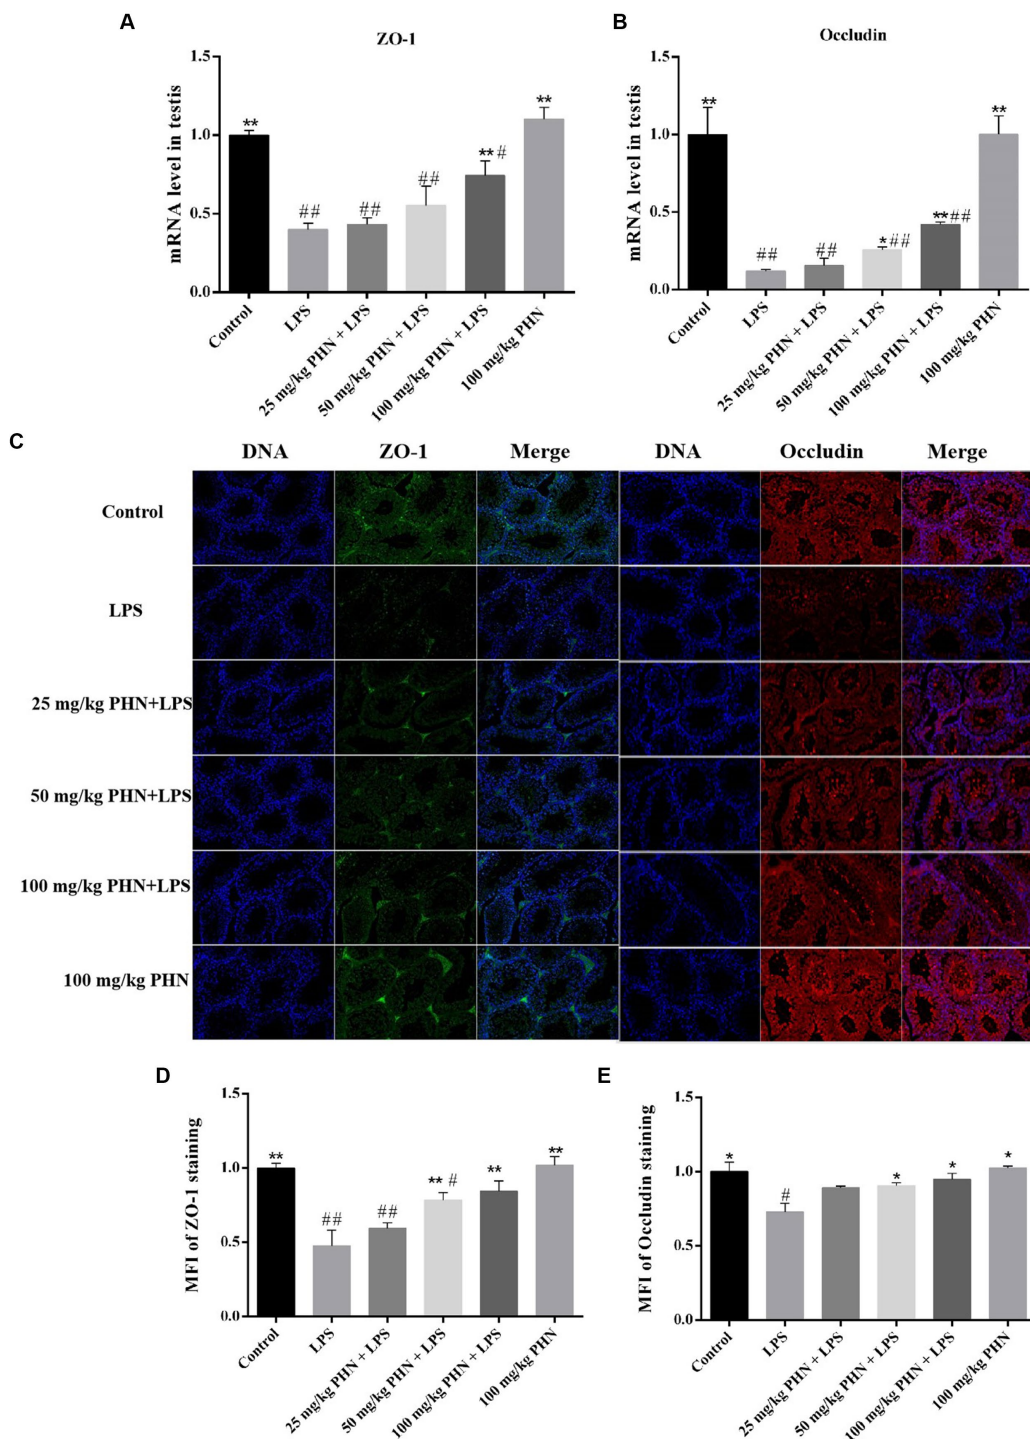 A
ZO-1
mRNA level in testis
1.5
1.0
0.5
0.0
**
##
##
##
** #
**
Control
LPS
25 mg/kg PHN + LPS
50 mg/kg PHN + LPS
100 mg/kg PHN + LPS
100 mg/kg PHN
B
Occludin
mRNA level in testis
1.5
1.0
0.5
0.0
**
##
##
*##
**##
**
Control
LPS
25 mg/kg PHN + LPS
50 mg/kg PHN + LPS
100 mg/kg PHN + LPS
100 mg/kg PHN
C
DNA ZO-1 Merge DNA Occludin Merge
Control
LPS
25 mg/kg PHN+LPS
50 mg/kg PHN+LPS
100 mg/kg PHN+LPS
100 mg/kg PHN
D
MFI of ZO-1 staining
1.5
1.0
0.5
0.0
**
##
##
** #
**
**
Control
LPS
25 mg/kg PHN + LPS
50 mg/kg PHN + LPS
100 mg/kg PHN + LPS
100 mg/kg PHN
E
MFI of Occludin staining
1.5
1.0
0.5
0.0
*
#
*
*
*
Control
LPS
25 mg/kg PHN + LPS
50 mg/kg PHN + LPS
100 mg/kg PHN + LPS
100 mg/kg PHN